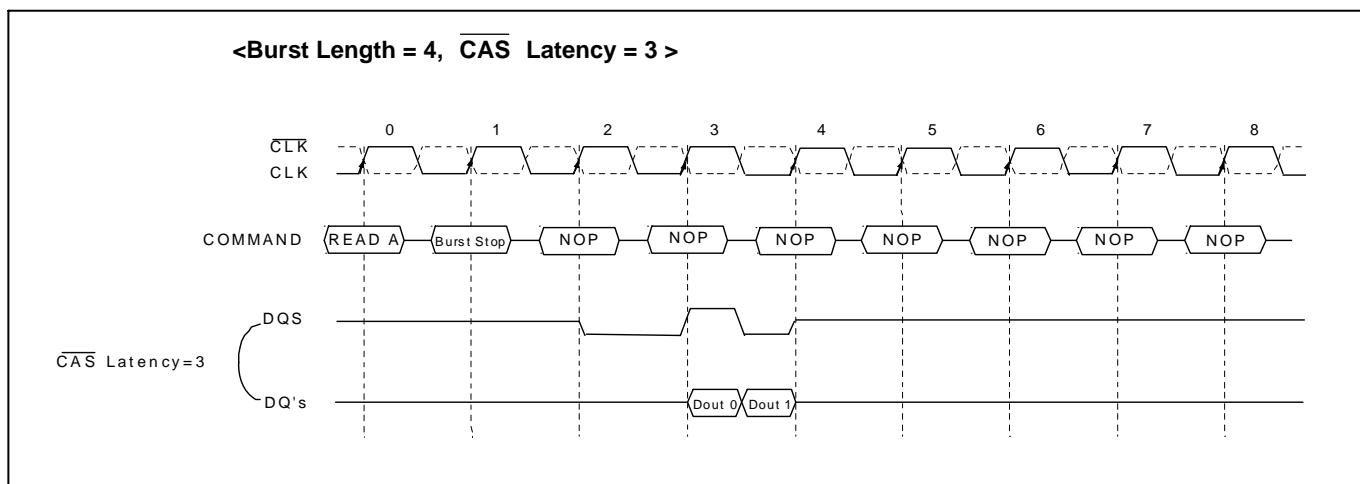 <Burst Length = 4, CAS Latency = 3 >
0 1 2 3 4 5 6 7 8
CLK
CLK
COMMAND READ A Burst Stop NOP NOP NOP NOP NOP NOP NOP
DQS
CAS Latency=3
DQ's Dout 0 Dout 1